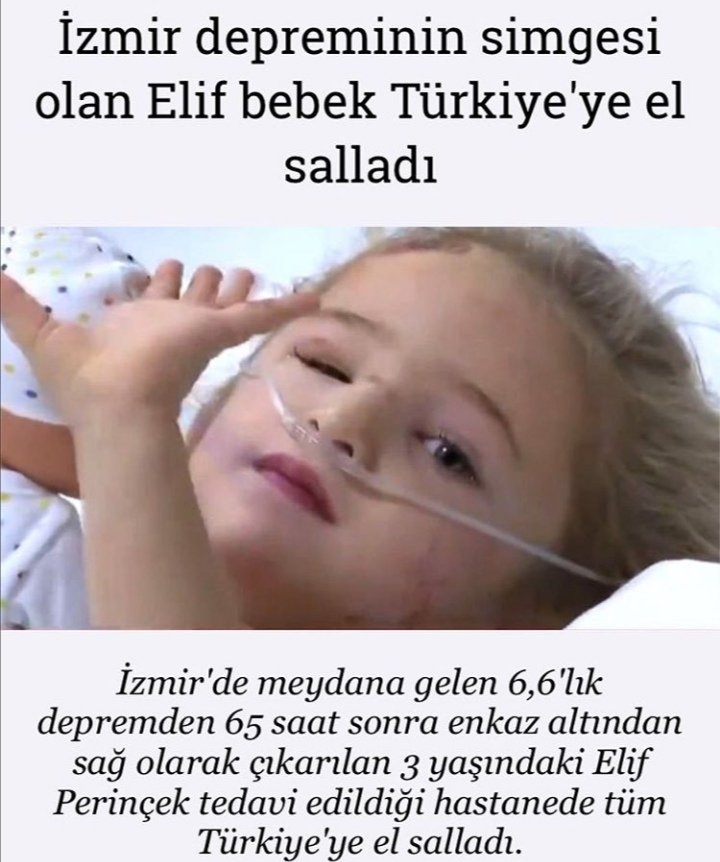 İzmir depreminin simgesi
olan Elif bebek Türkiye'ye el
salladı
İzmir'de meydana gelen 6,6'lık
depremden 65 saat sonra enkaz altından
sağ olarak çıkarılan 3 yaşındaki Elif
Perinçek tedavi edildiği hastanede tüm
Türkiye'ye el salladı.